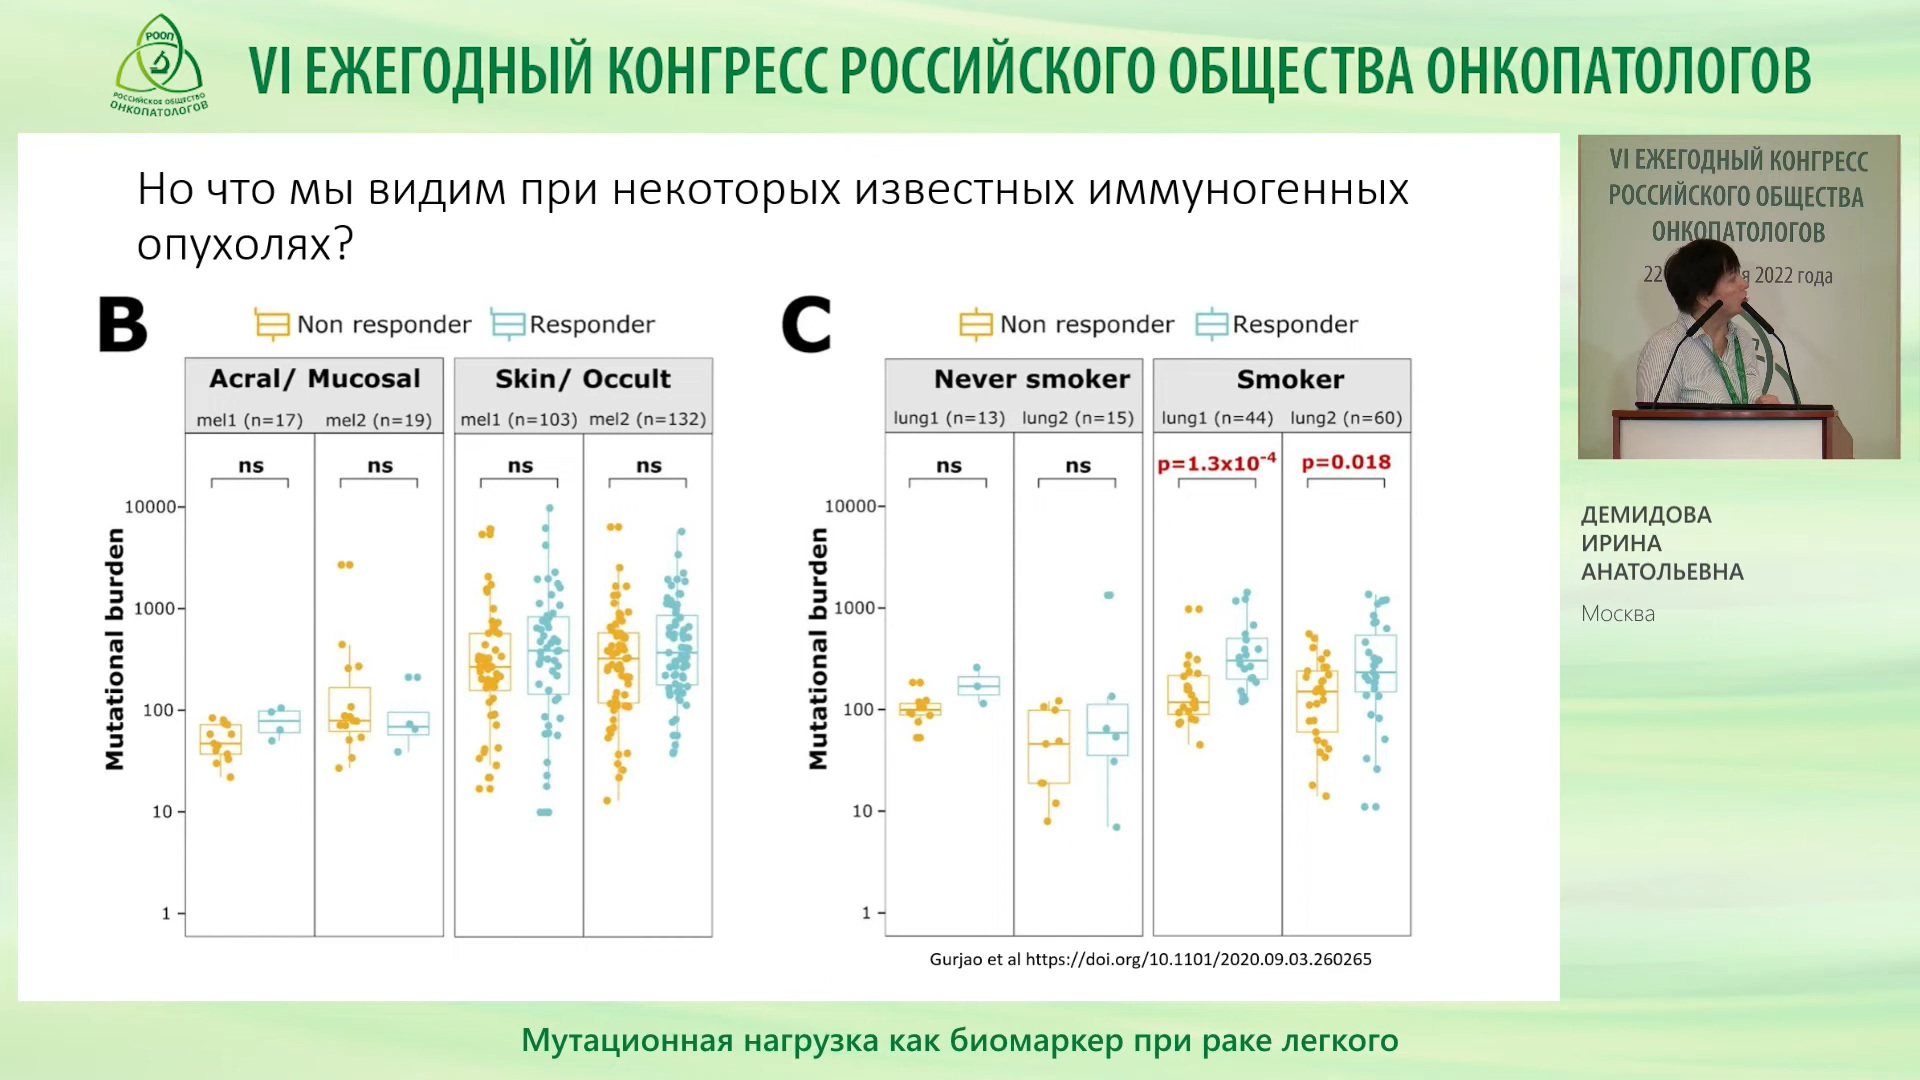 РООП
РОССИЙСКОЕ ОБЩЕСТВО
ОНКОПАТОЛОГОВ
VI ЕЖЕГОДНЫЙ КОНГРЕСС РОССИЙСКОГО ОБЩЕСТВА ОНКОПАТОЛОГОВ
Но что мы видим при некоторых известных иммуногенных
опухолях?
B
Non responder
Responder
Acral/ Mucosal
Skin/ Occult
mel1 (n=17)
mel2 (n=19)
mel1 (n=103)
mel2 (n=132)
ns
ns
ns
ns
Mutational burden
10000
1000
100
10
1
C
Non responder
Responder
Never smoker
Smoker
lung1 (n=13)
lung2 (n=15)
lung1 (n=44)
lung2 (n=60)
ns
ns
p=1.3x10⁻⁴
p=0.018
Mutational burden
10000
1000
100
10
1
Gurjao et al https://doi.org/10.1101/2020.09.03.260265
VI ЕЖЕГОДНЫЙ КОНГРЕСС
РОССИЙСКОГО ОБЩЕСТВА
ОНКОПАТОЛОГОВ
22 2022 года
ДЕМИДОВА
ИРИНА
АНАТОЛЬЕВНА
Москва
Мутационная нагрузка как биомаркер при раке легкого